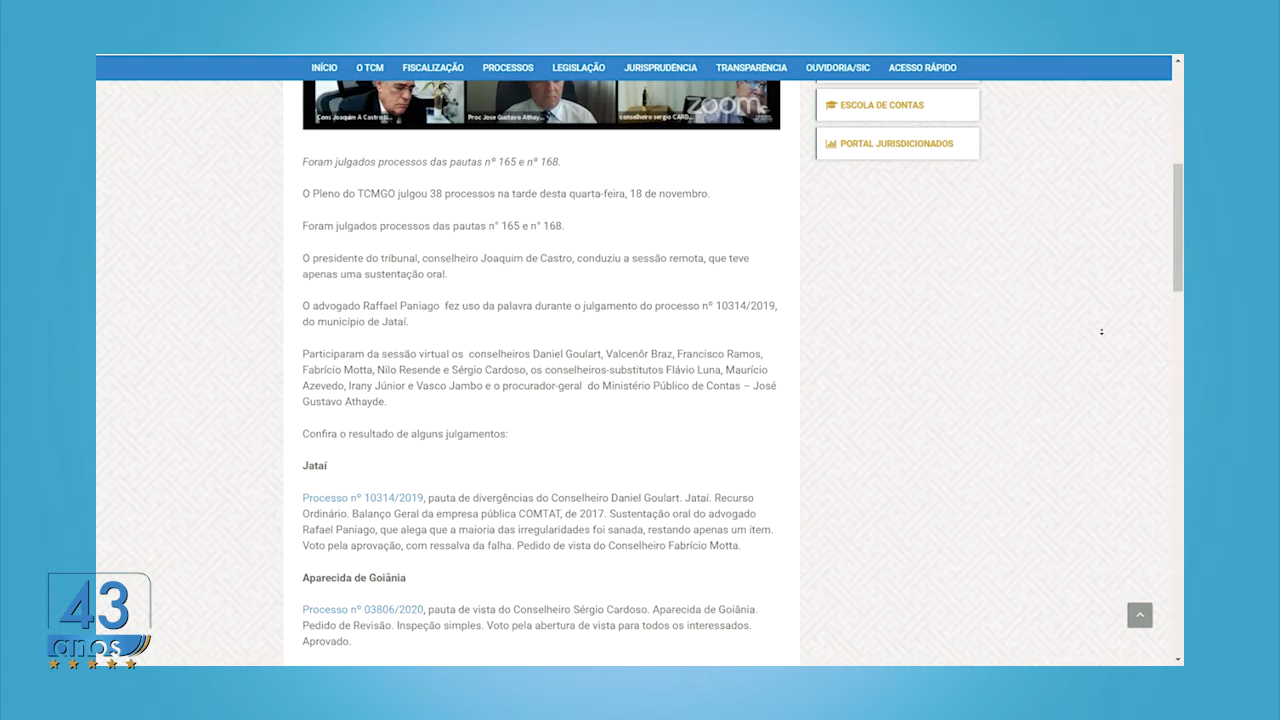 INÍCIO O TCM FISCALIZAÇÃO PROCESSOS LEGISLAÇÃO JURISPRUDÊNCIA TRANSPARÊNCIA OUVIDORIA/SIC ACESSO RÁPIDO
Cons Joaquim A Castro N...
Proc Jose Gustavo Athay...
conselheiro sergio CARD...
zoom
ESCOLA DE CONTAS
PORTAL JURISDICIONADOS
Foram julgados processos das pautas nº 165 e nº 168.
O Pleno do TCMGO julgou 38 processos na tarde desta quarta-feira, 18 de novembro.
Foram julgados processos das pautas n° 165 e n° 168.
O presidente do tribunal, conselheiro Joaquim de Castro, conduziu a sessão remota, que teve
apenas uma sustentação oral.
O advogado Raffael Paniago  fez uso da palavra durante o julgamento do processo nº 10314/2019,
do município de Jataí.
Participaram da sessão virtual os  conselheiros Daniel Goulart, Valcenôr Braz, Francisco Ramos,
Fabrício Motta, Nilo Resende e Sérgio Cardoso, os conselheiros-substitutos Flávio Luna, Maurício
Azevedo, Irany Júnior e Vasco Jambo e o procurador-geral  do Ministério Público de Contas – José
Gustavo Athayde.
Confira o resultado de alguns julgamentos:
Jataí
Processo nº 10314/2019, pauta de divergências do Conselheiro Daniel Goulart. Jataí. Recurso
Ordinário. Balanço Geral da empresa pública COMTAT, de 2017. Sustentação oral do advogado
Rafael Paniago, que alega que a maioria das irregularidades foi sanada, restando apenas um item.
Voto pela aprovação, com ressalva da falha. Pedido de vista do Conselheiro Fabrício Motta.
Aparecida de Goiânia
Processo nº 03806/2020, pauta de vista do Conselheiro Sérgio Cardoso. Aparecida de Goiânia.
Pedido de Revisão. Inspeção simples. Voto pela abertura de vista para todos os interessados.
Aprovado.
43
anos